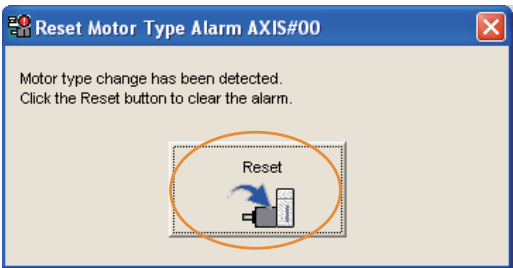 Reset Motor Type Alarm AXIS#00
Motor type change has been detected.
Click the Reset button to clear the alarm.
Reset